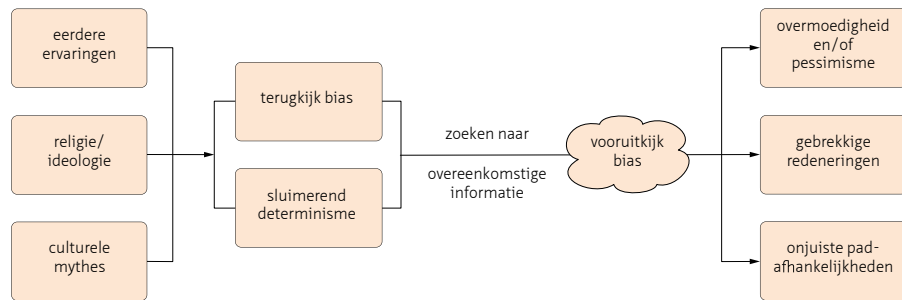 eerdere
ervaringen
religie/
ideologie
culturele
mythes
terugkijk bias
sluimerend
determinisme
zoeken naar
overeenkomstige
informatie
vooruitkijk
bias
overmoedigheid
en/of
pessimisme
gebrekkige
redeneringen
onjuiste pad-
afhankelijkheden